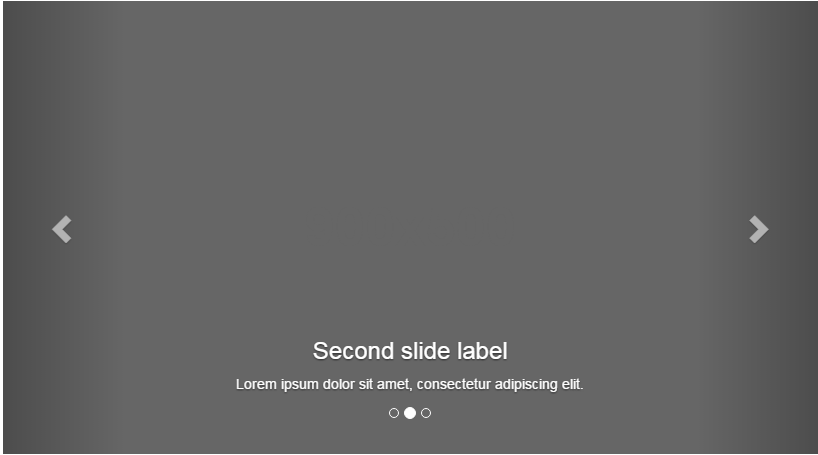 Second slide label
Lorem ipsum dolor sit amet, consectetur adipiscing elit.